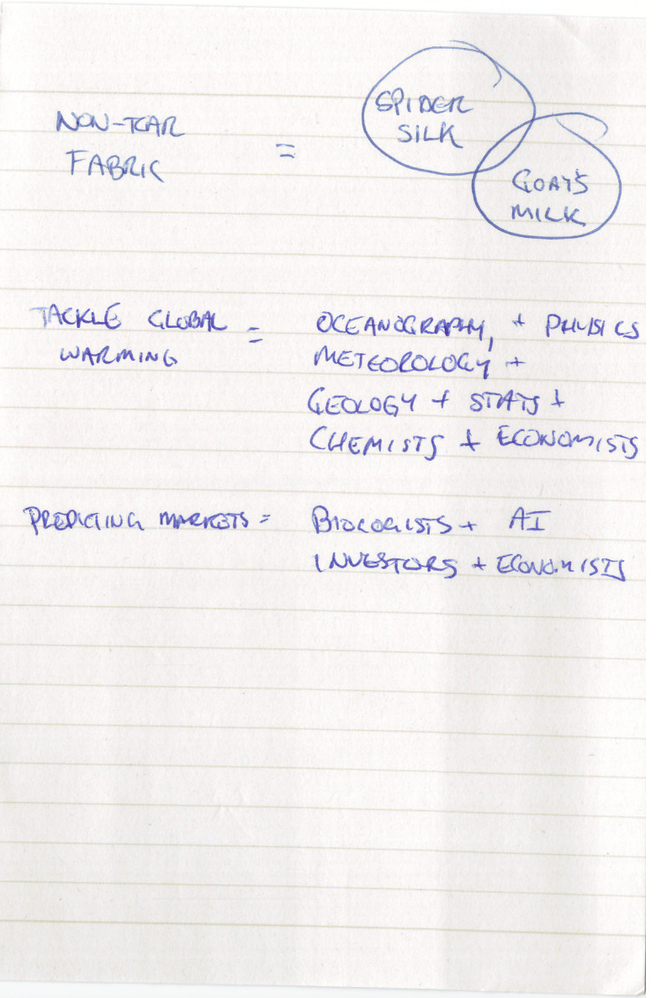 NON-TEAR
FABRIC
=
SPIDER
SILK
GOAT'S
MILK
TACKLE GLOBAL = OCEANOGRAPHY, + PHYSICS
WARMING METEOROLOGY +
GEOLOGY + STATS +
CHEMISTS + ECONOMISTS
PREDICTING MARKETS = BIOLOGISTS + AI
INVESTORS + ECONOMISTS